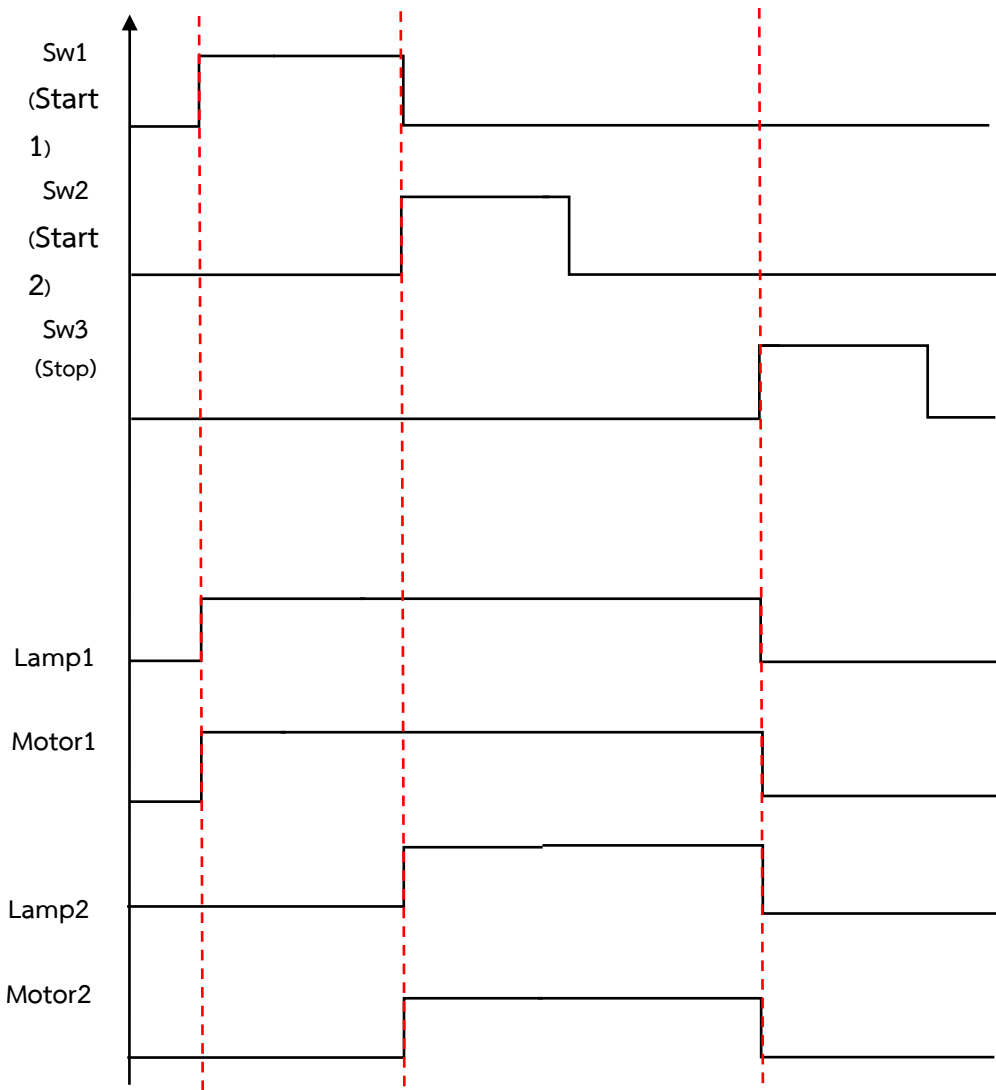 Sw1
(Start
1)
Sw2
(Start
2)
Sw3
(Stop)
Lamp1
Motor1
Lamp2
Motor2